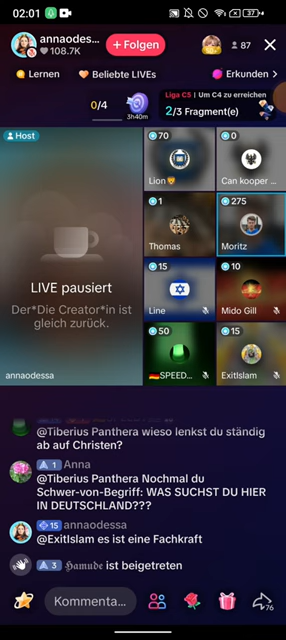 02:01
37
annaodes...
108.7K
+ Folgen
87
Lernen
Beliebte LIVEs
Erkunden >
0/4
3h40m
Liga C5 | Um C4 zu erreichen
2/3 Fragment(e)
Host
LIVE pausiert
Der*Die Creator*in ist
gleich zurück.
annaodessa
70
Lion🦁
0
Can kooper ...
1
Thomas
275
Moritz
15
Line
10
Mido Gill
50
🇩🇪SPEED...
15
ExitIslam
@Tiberius Panthera wieso lenkst du ständig
ab auf Christen?
1 Anna
@Tiberius Panthera Nochmal du
Schwer-von-Begriff: WAS SUCHST DU HIER
IN DEUTSCHLAND???
15 annaodessa
@ExitIslam es ist eine Fachkraft
3 ℌ𝔞𝔪𝔲𝔡𝔢 ist beigetreten
Kommenta...
76